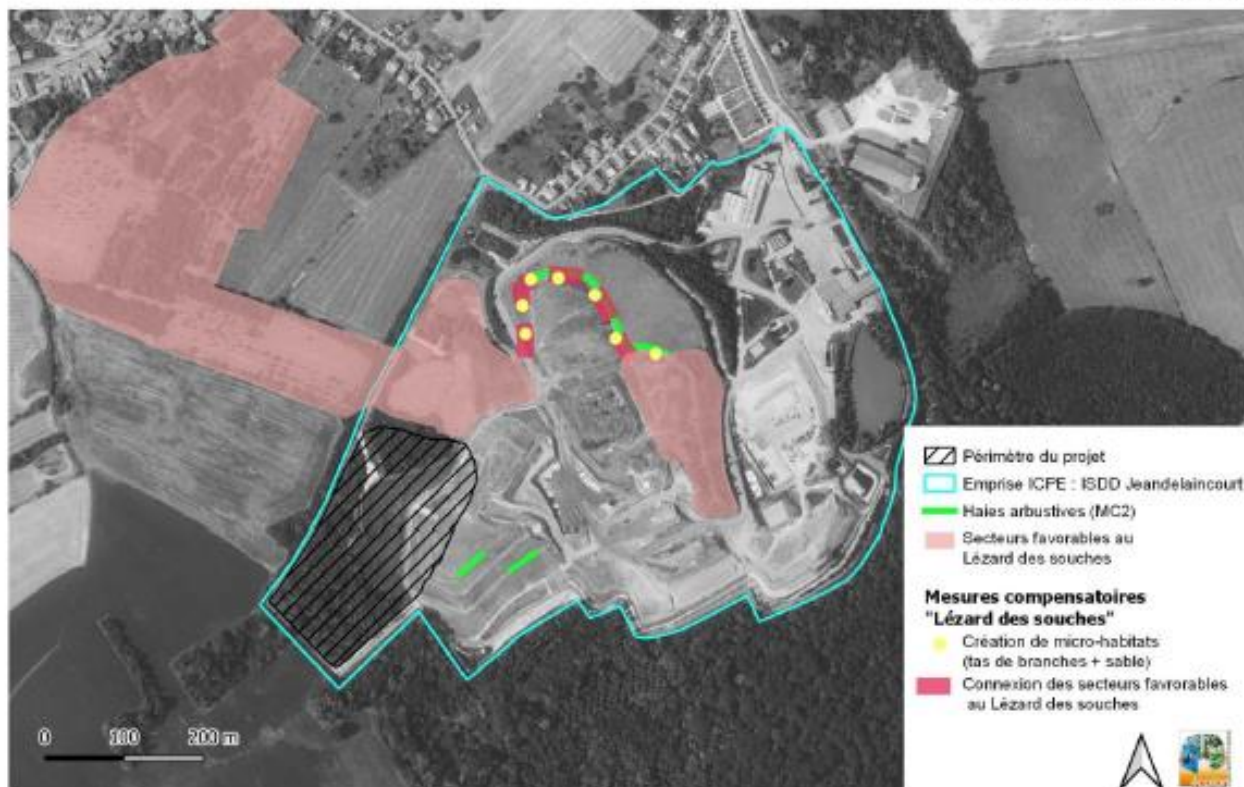 Périmètre du projet
Emprise ICPE : ISDD Jeandelaincourt
Haies arbustives (MC2)
Secteurs favorables au
Lézard des souches
Mesures compensatoires
"Lézard des souches"
Création de micro-habitats
(tas de branches + sable)
Connexion des secteurs favrorables
au Lézard des souches
0 100 200 m